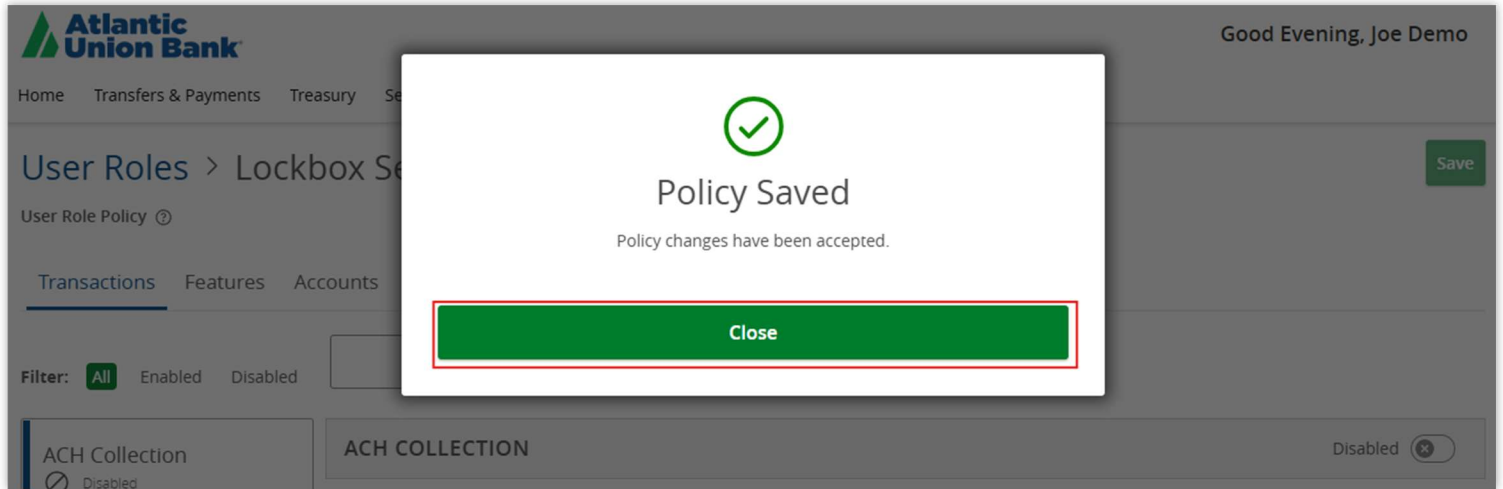 Atlantic
Union Bank
Good Evening, Joe Demo
Home Transfers & Payments Treasury
User Roles > Lockbox
Save
User Role Policy
Policy Saved
Policy changes have been accepted.
Transactions Features Accounts
Close
Filter: All Enabled Disabled
ACH Collection
Disabled
ACH COLLECTION
Disabled